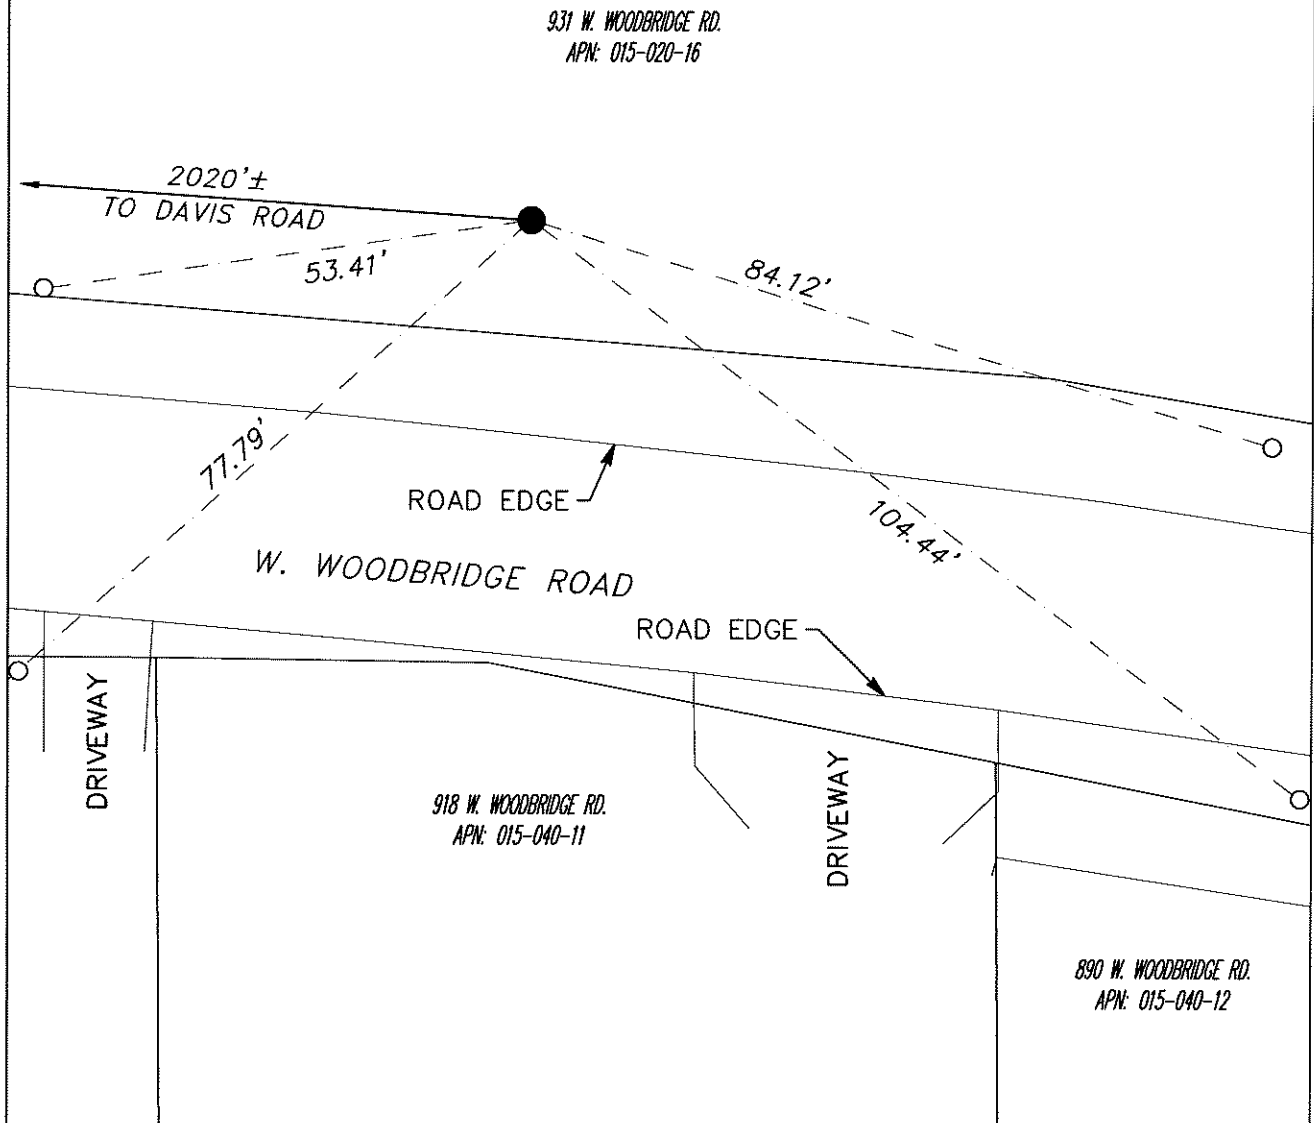 931 W. WOODBRIDGE RD.
APN: 015-020-16
2020'±
TO DAVIS ROAD
53.41'
84.12'
77.79'
ROAD EDGE
104.44'
W. WOODBRIDGE ROAD
ROAD EDGE
DRIVEWAY
DRIVEWAY
918 W. WOODBRIDGE RD.
APN: 015-040-11
890 W. WOODBRIDGE RD.
APN: 015-040-12